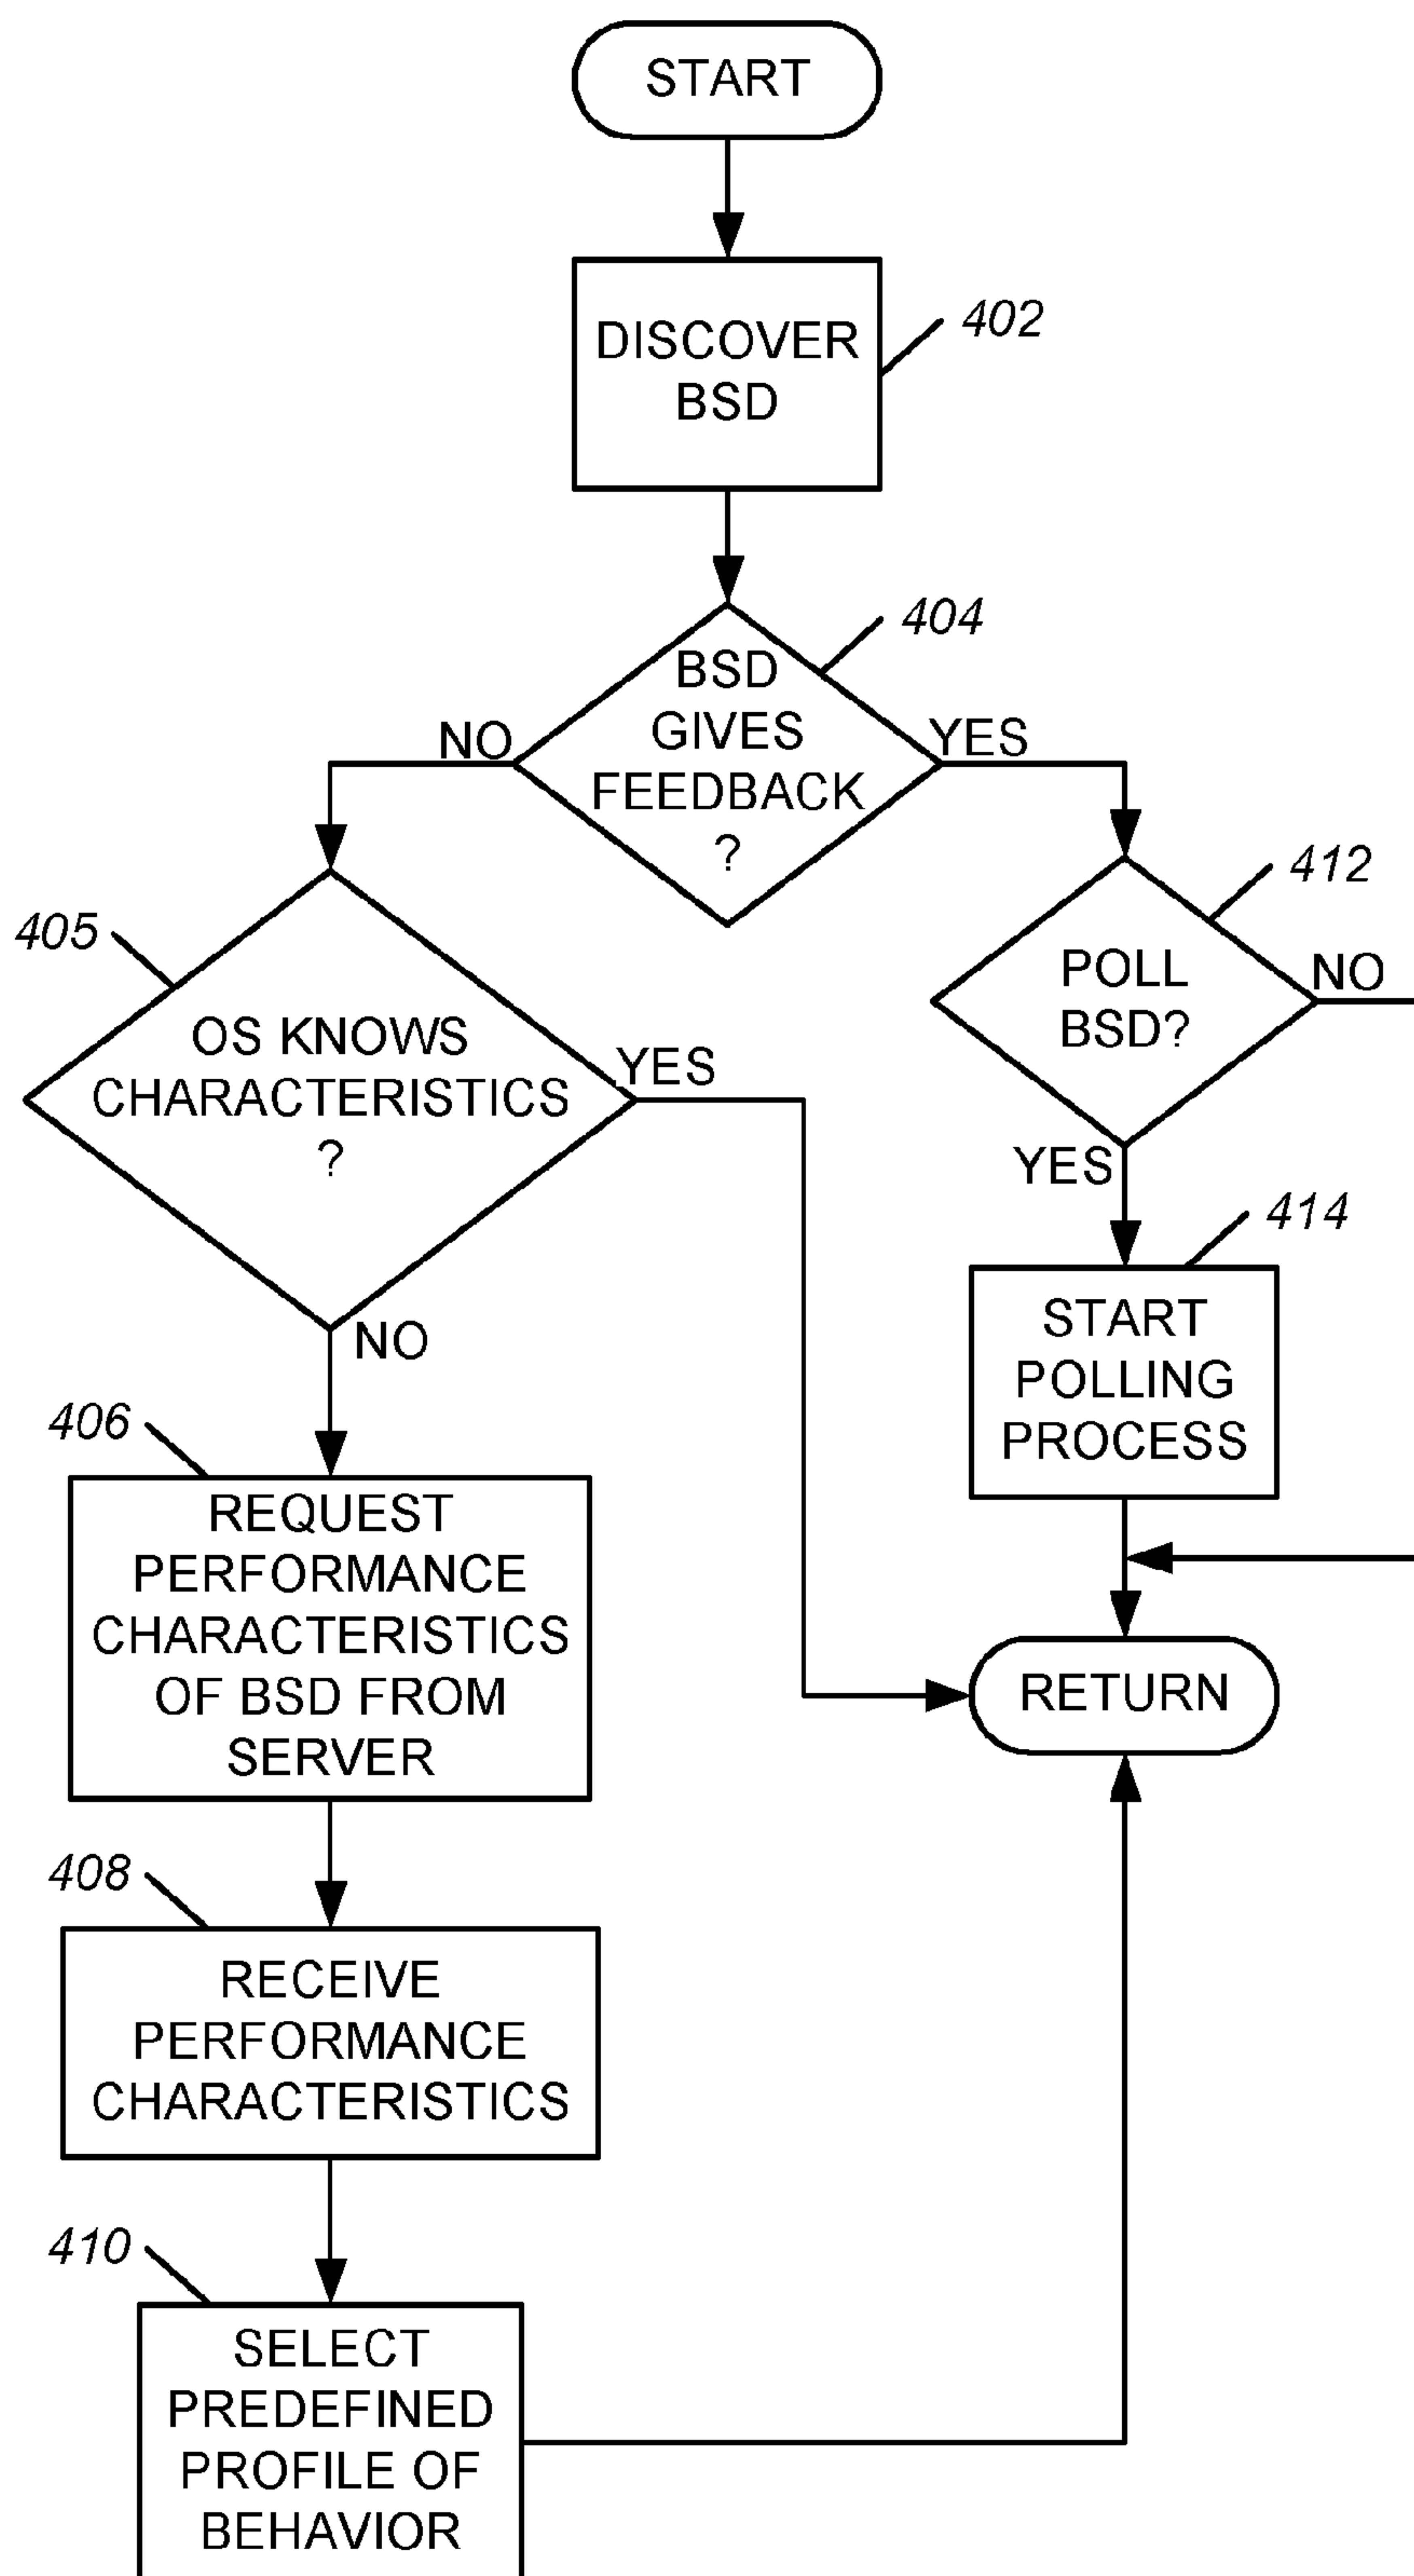 START
DISCOVER
BSD
402
BSD
GIVES
FEEDBACK
?
404
NO
YES
405
OS KNOWS
CHARACTERISTICS
?
YES
NO
412
POLL
BSD?
NO
YES
414
START
POLLING
PROCESS
406
REQUEST
PERFORMANCE
CHARACTERISTICS
OF BSD FROM
SERVER
RETURN
408
RECEIVE
PERFORMANCE
CHARACTERISTICS
410
SELECT
PREDEFINED
PROFILE OF
BEHAVIOR